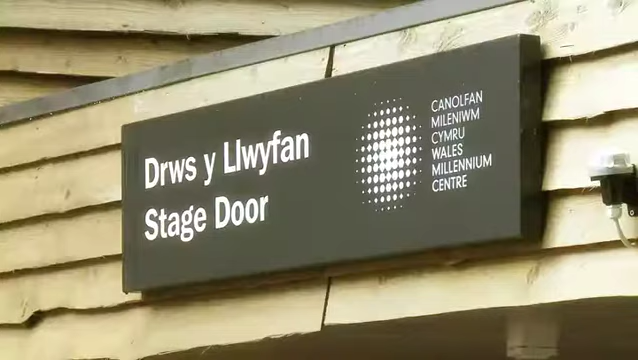 Drws y Llwyfan
Stage Door
CANOLFAN
MILENIWM
CYMRU
WALES
MILLENNIUM
CENTRE